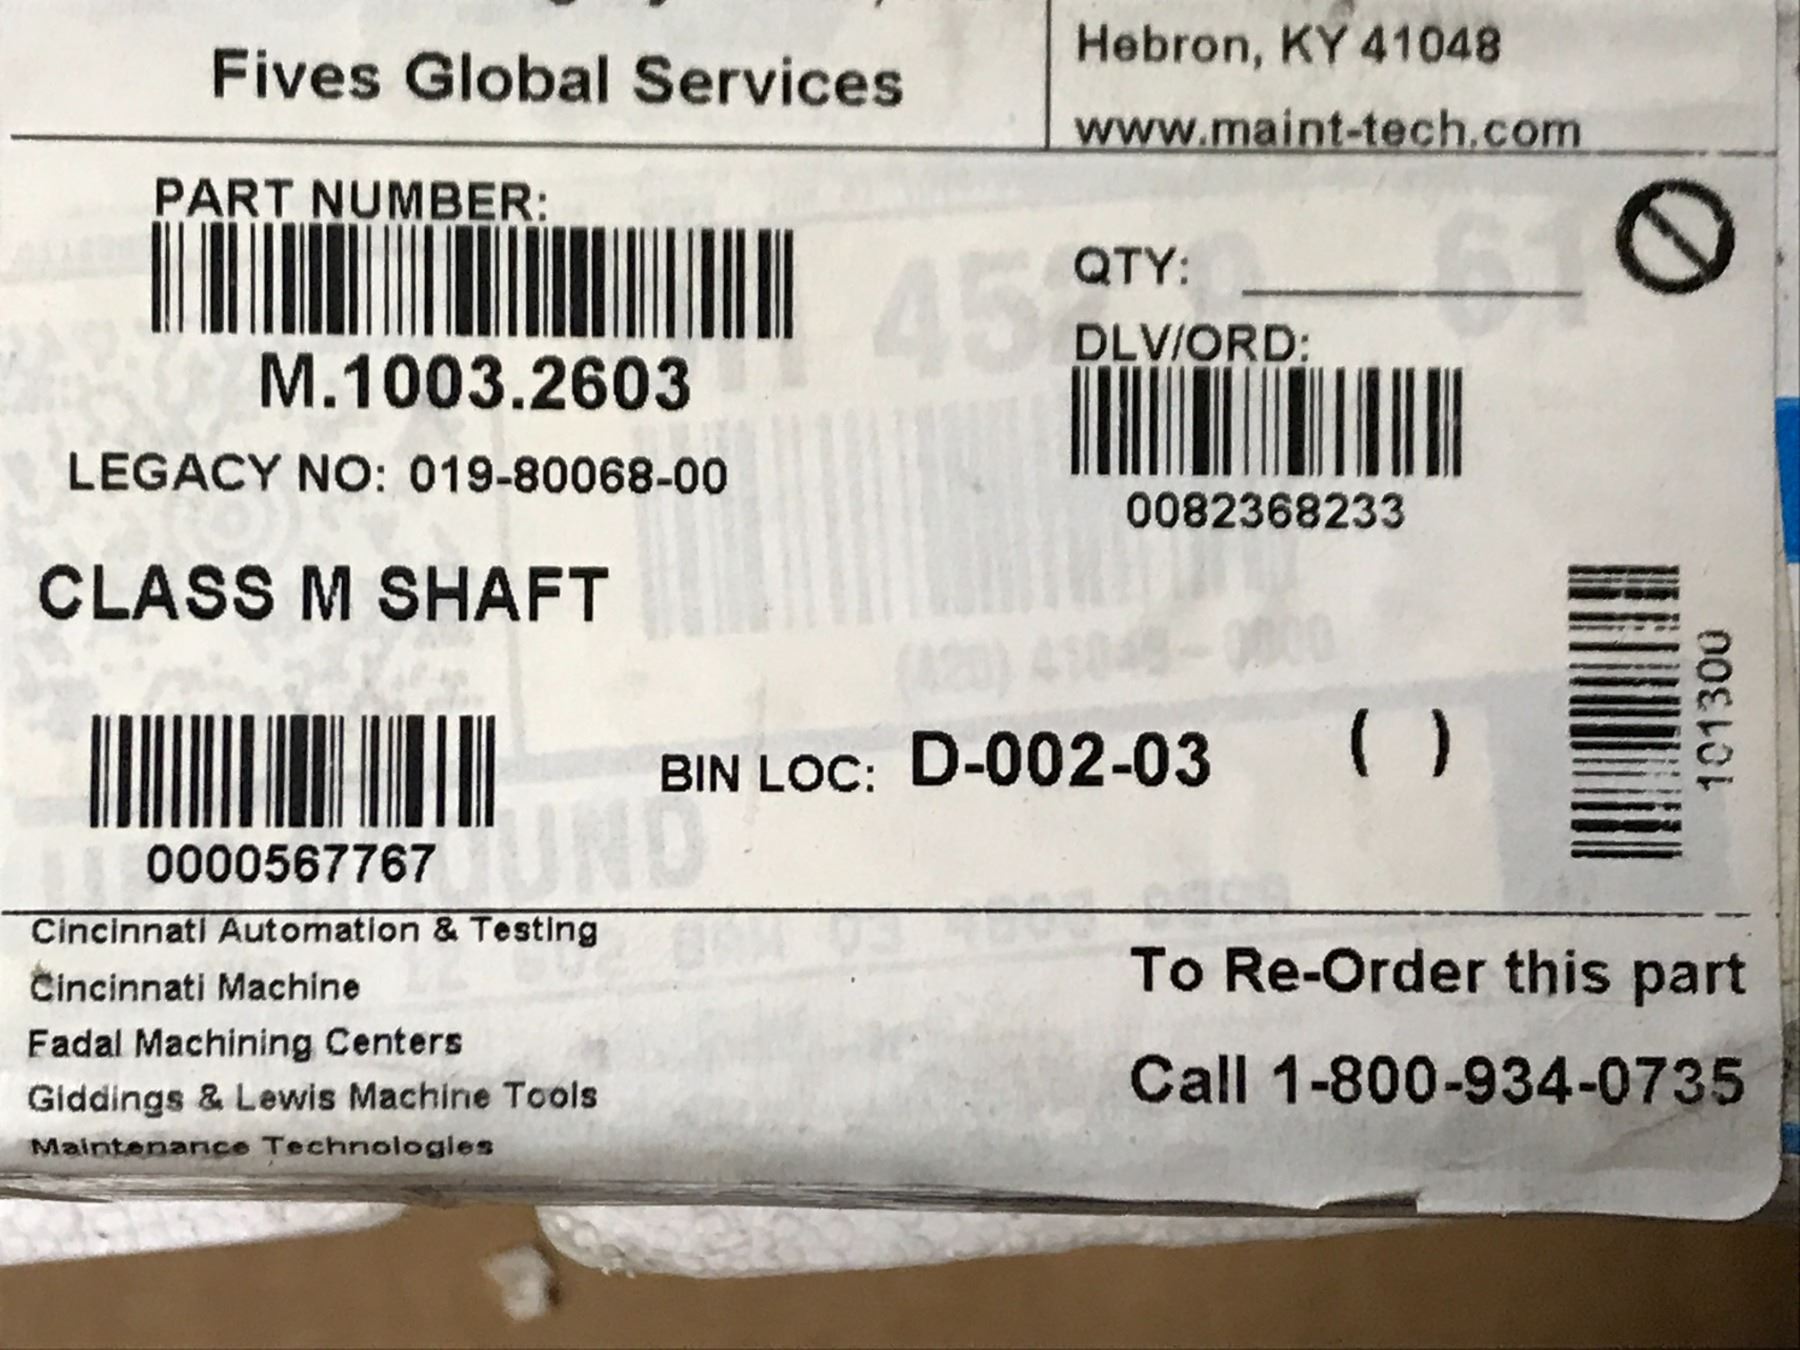 Fives Global Services
Hebron, KY 41048
www.maint-tech.com
PART NUMBER:
M.1003.2603
LEGACY NO: 019-80068-00
QTY:
DLV/ORD:
0082368233
CLASS M SHAFT
0000567767
BIN LOC: D-002-03 ( )
101300
Cincinnati Automation & Testing
Cincinnati Machine
Fadal Machining Centers
Giddings & Lewis Machine Tools
Maintenance Technologies
To Re-Order this part
Call 1-800-934-0735